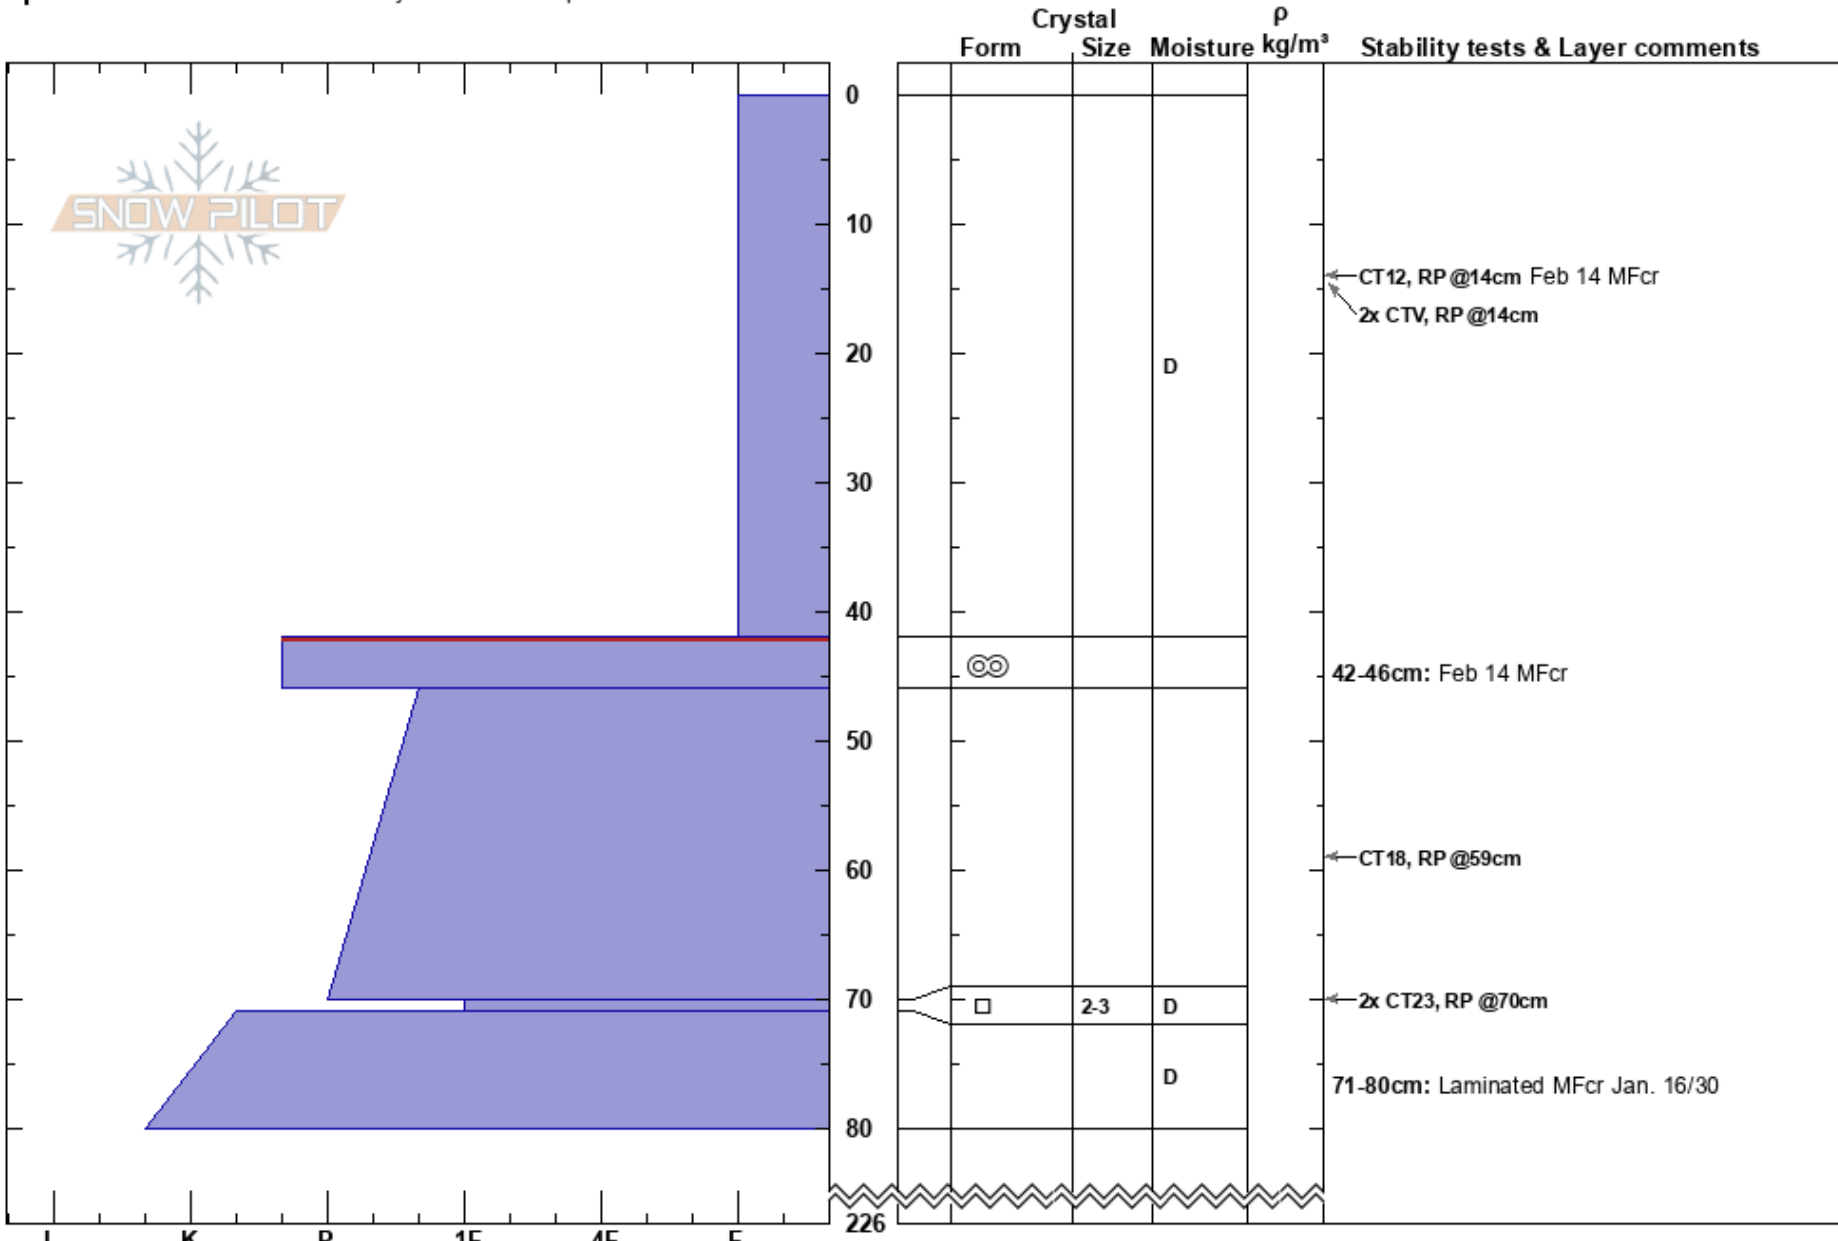 Crystal
ρ
Form Size Moisture kg/m³ Stability tests & Layer comments
0
SNOW PILOT
10
CT12, RP @14cm Feb 14 MFcr
2x CTV, RP @14cm
20
D
30
40
42-46cm: Feb 14 MFcr
50
CT18, RP @59cm
60
70
2-3 D
2x CT23, RP @70cm
D
71-80cm: Laminated MFcr Jan. 16/30
80
226
I K P 1F 4F F